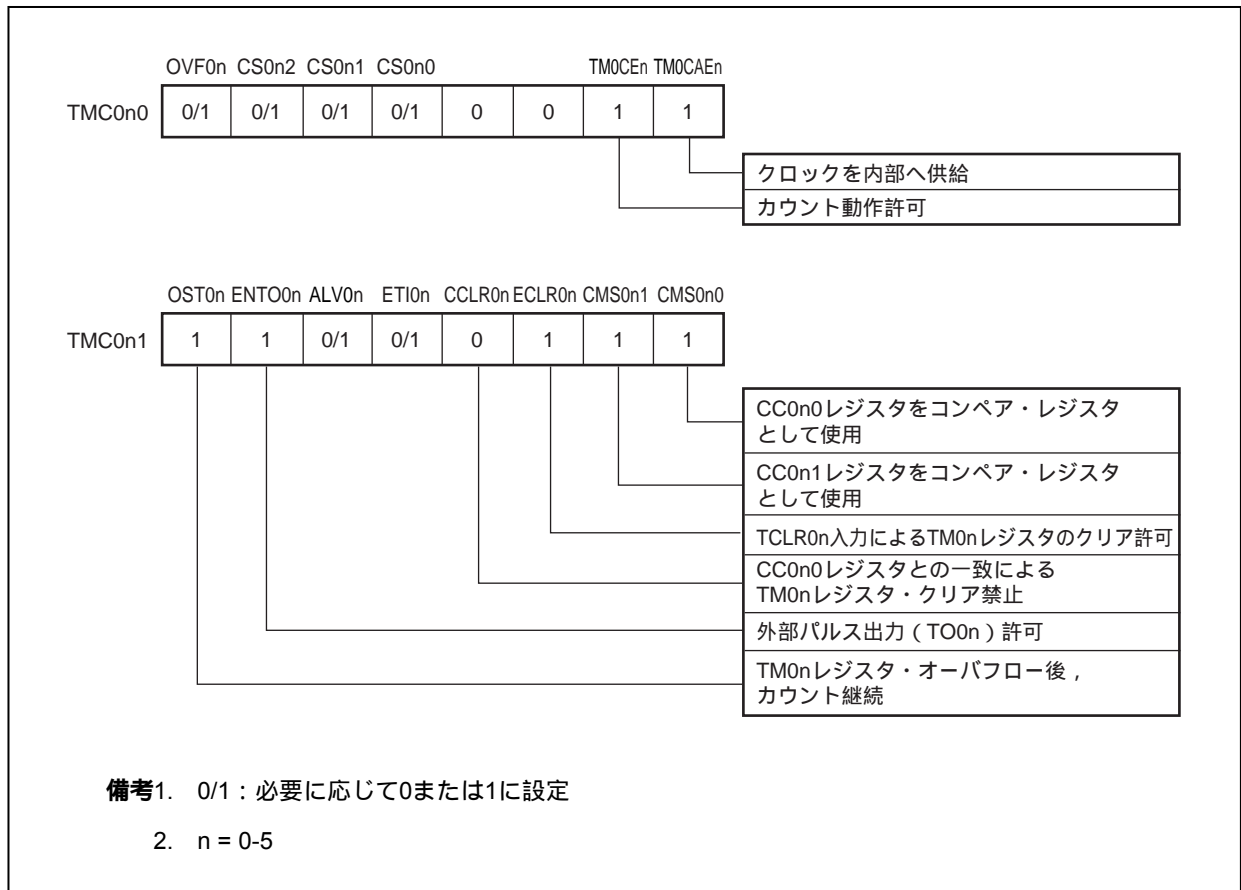 OVF0n CS0n2 CS0n1 CS0n0 TM0CEn TM0CAEn
TMC0n0 0/1 0/1 0/1 0/1 0 0 1 1
クロックを内部へ供給
カウント動作許可
OST0n ENTO0n ALV0n ETI0n CCLR0n ECLR0n CMS0n1 CMS0n0
TMC0n1 1 1 0/1 0/1 0 1 1 1
CC0n0レジスタをコンペア・レジスタ
として使用
CC0n1レジスタをコンペア・レジスタ
として使用
TCLR0n入力によるTM0nレジスタのクリア許可
CC0n0レジスタとの一致による
TM0nレジスタ・クリア禁止
外部パルス出力(TO0n)許可
TM0nレジスタ・オーバフロー後,
カウント継続
備考1. 0/1:必要に応じて0または1に設定
2. n = 0-5